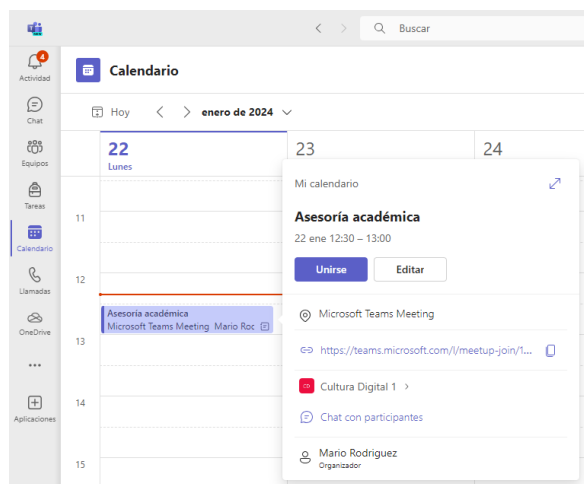 Buscar
4
Actividad
Chat
Equipos
Tareas
Calendario
Llamadas
OneDrive
Aplicaciones
Calendario
Hoy
enero de 2024
22
Lunes
23
24
11
12
13
14
15
Asesoría académica
Microsoft Teams Meeting Mario Roc
Mi calendario
Asesoría académica
22 ene 12:30 – 13:00
Unirse Editar
Microsoft Teams Meeting
https://teams.microsoft.com/l/meetup-join/1...
Cultura Digital 1
Chat con participantes
Mario Rodriguez
Organizador